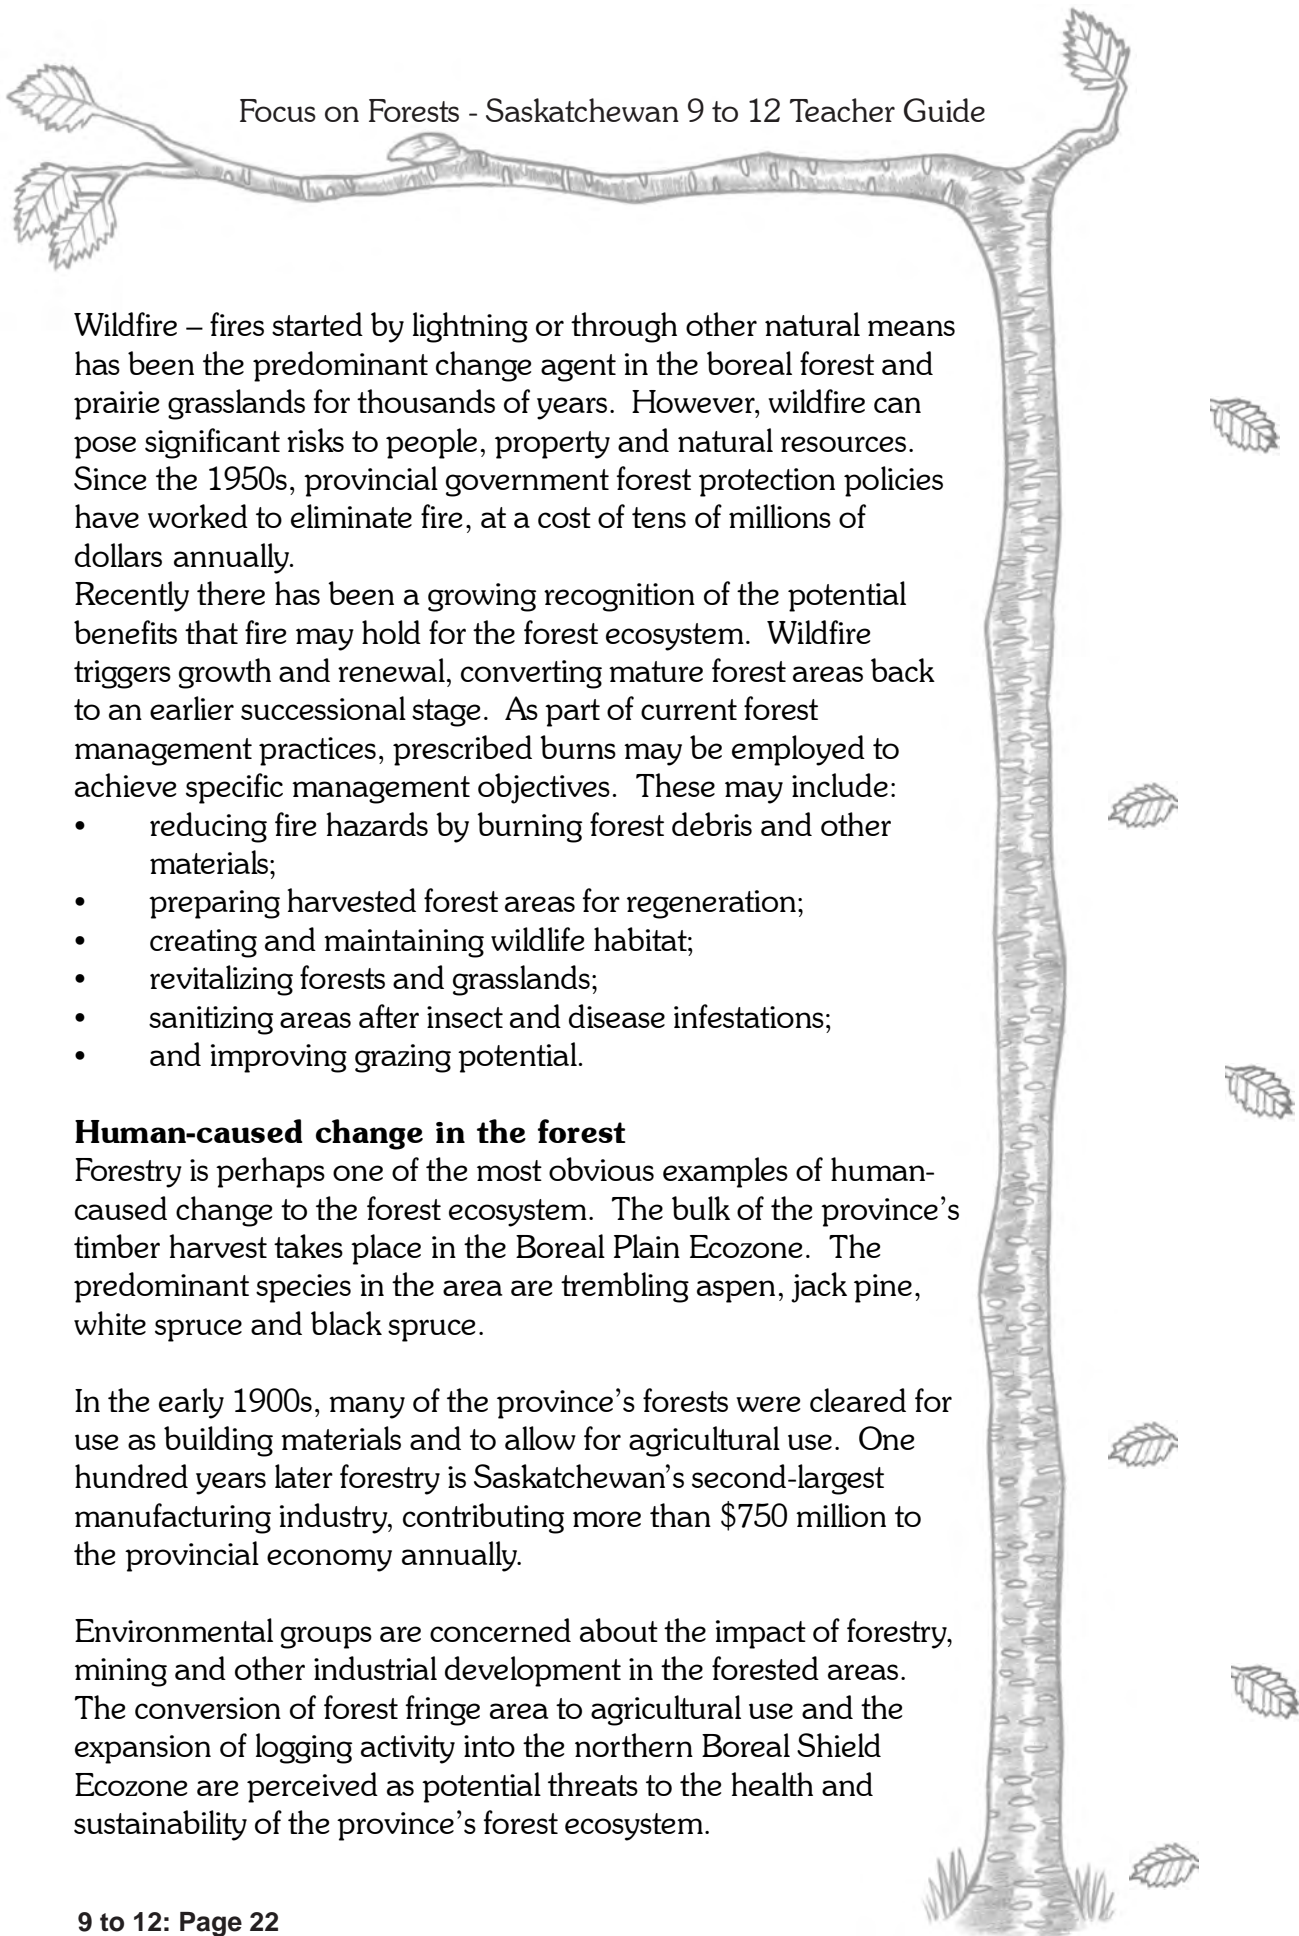 Focus on Forests - Saskatchewan 9 to 12 Teacher Guide
Wildfire – fires started by lightning or through other natural means
has been the predominant change agent in the boreal forest and
prairie grasslands for thousands of years.  However, wildfire can
pose significant risks to people, property and natural resources.
Since the 1950s, provincial government forest protection policies
have worked to eliminate fire, at a cost of tens of millions of
dollars annually.
Recently there has been a growing recognition of the potential
benefits that fire may hold for the forest ecosystem.  Wildfire
triggers growth and renewal, converting mature forest areas back
to an earlier successional stage.  As part of current forest
management practices, prescribed burns may be employed to
achieve specific management objectives.  These may include:
• reducing fire hazards by burning forest debris and other
materials;
• preparing harvested forest areas for regeneration;
• creating and maintaining wildlife habitat;
• revitalizing forests and grasslands;
• sanitizing areas after insect and disease infestations;
• and improving grazing potential.
Human-caused change in the forest
Forestry is perhaps one of the most obvious examples of human-
caused change to the forest ecosystem.  The bulk of the province's
timber harvest takes place in the Boreal Plain Ecozone.  The
predominant species in the area are trembling aspen, jack pine,
white spruce and black spruce.
In the early 1900s, many of the province's forests were cleared for
use as building materials and to allow for agricultural use.  One
hundred years later forestry is Saskatchewan's second-largest
manufacturing industry, contributing more than $750 million to
the provincial economy annually.
Environmental groups are concerned about the impact of forestry,
mining and other industrial development in the forested areas.
The conversion of forest fringe area to agricultural use and the
expansion of logging activity into the northern Boreal Shield
Ecozone are perceived as potential threats to the health and
sustainability of the province's forest ecosystem.
9 to 12: Page 22